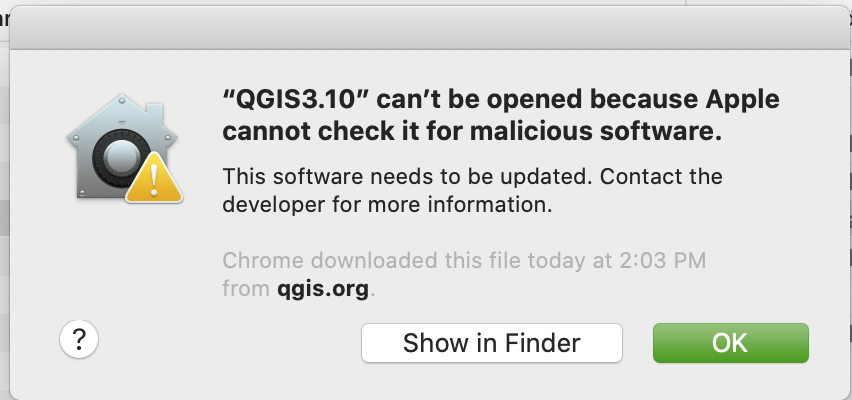 “QGIS3.10” can’t be opened because Apple
cannot check it for malicious software.
This software needs to be updated. Contact the
developer for more information.
Chrome downloaded this file today at 2:03 PM
from qgis.org.
?
Show in Finder
OK